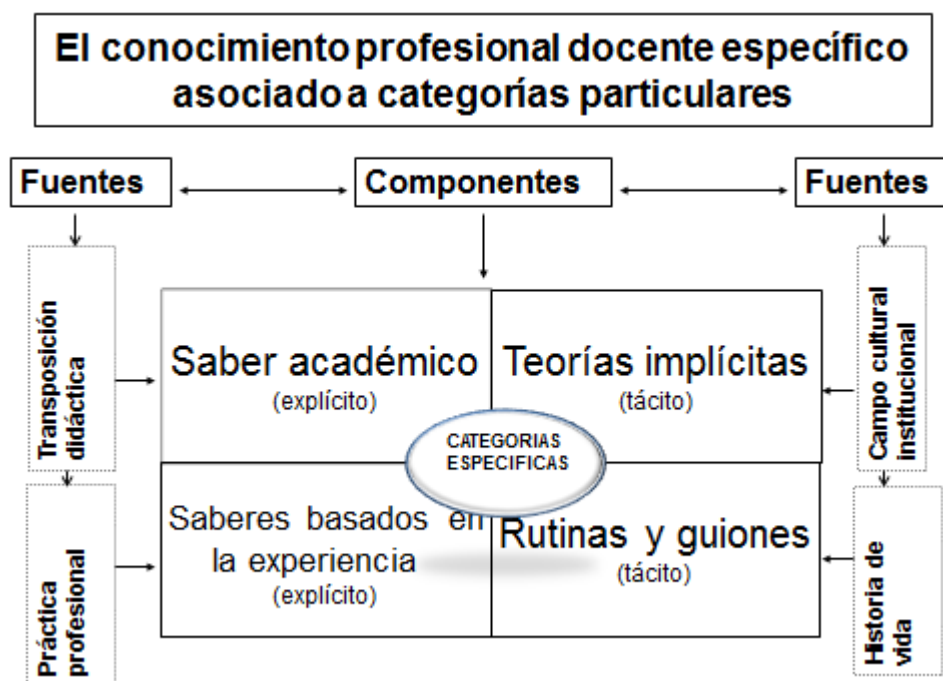 El conocimiento profesional docente específico
asociado a categorías particulares
Fuentes
Componentes
Fuentes
Transposición
didáctica
Saber académico
(explícito)
Teorías implícitas
(tácito)
Campo cultural
institucional
CATEGORIAS
ESPECIFICAS
Práctica
profesional
Saberes basados en
la experiencia
(explícito)
Rutinas y guiones
(tácito)
Historia de
vida